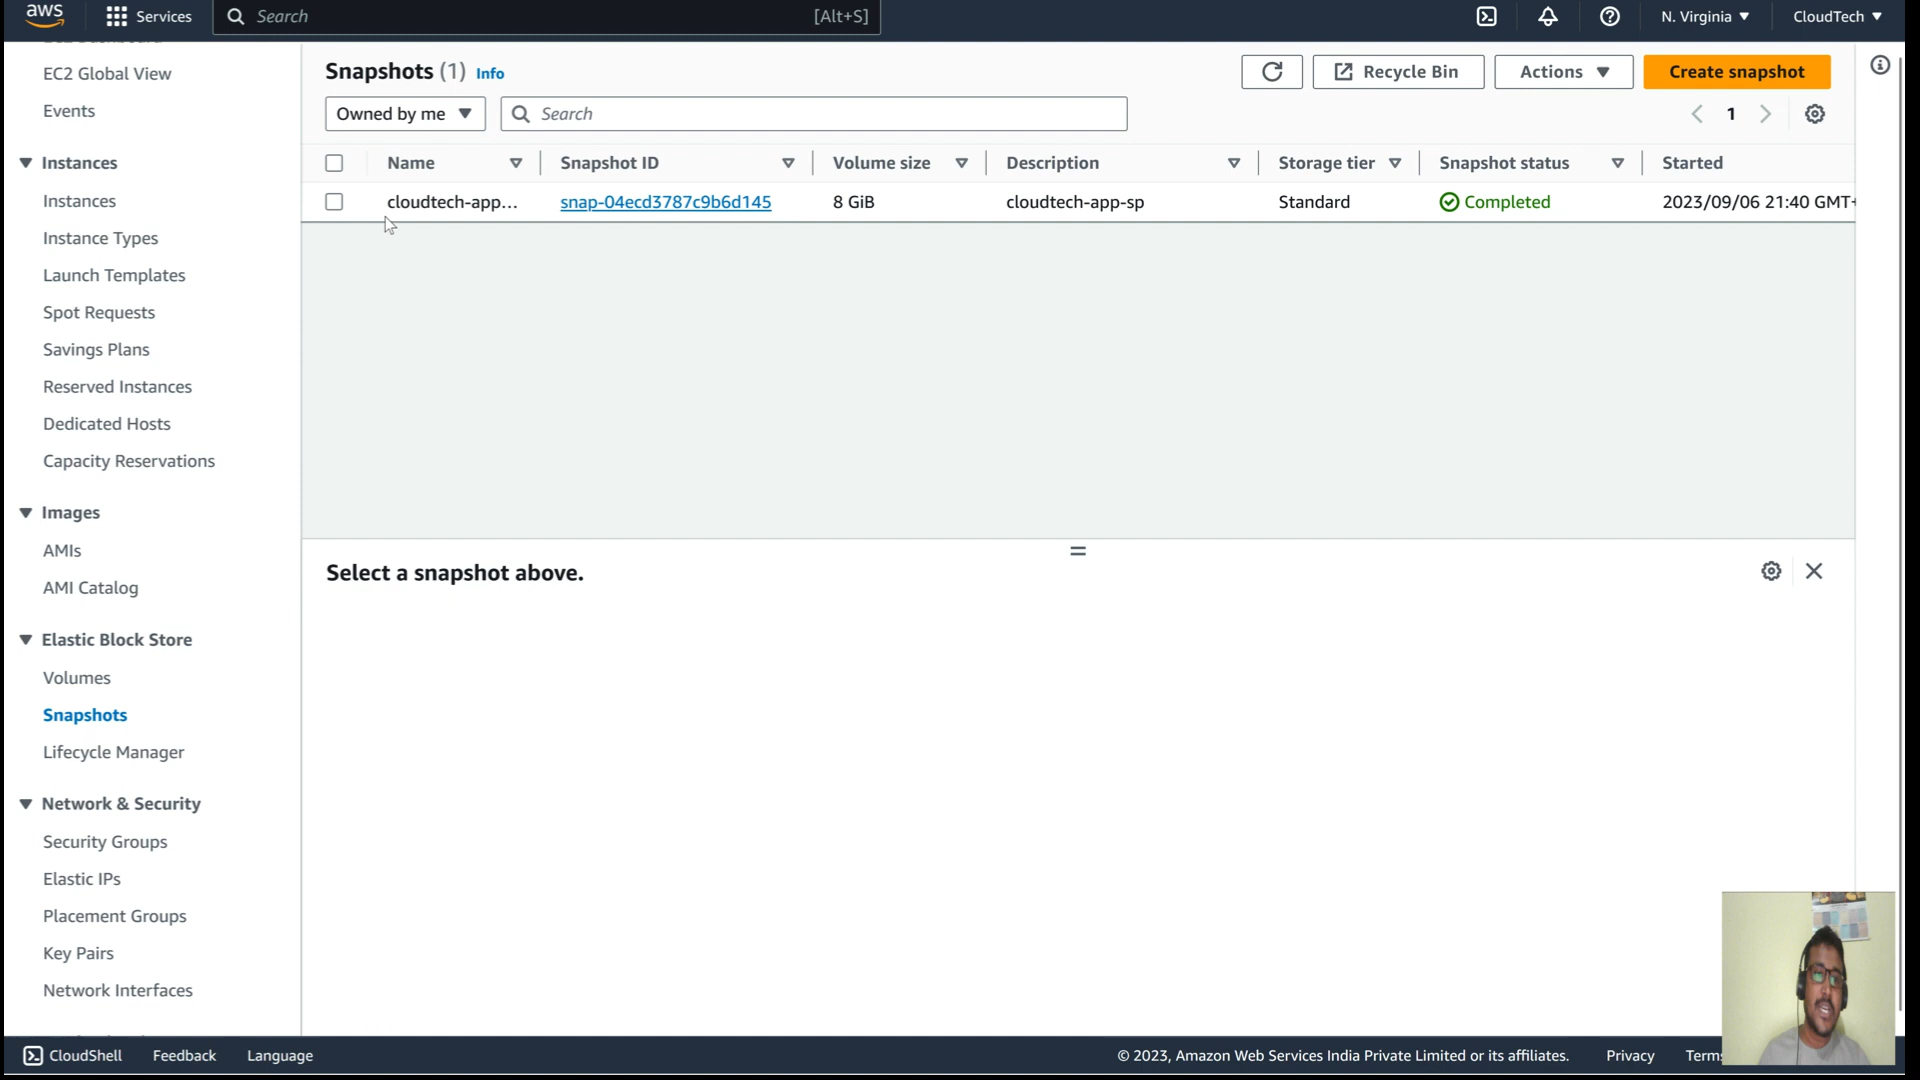 aws
Services
Search
[Alt+S]
N. Virginia
CloudTech
EC2 Global View
Events
Instances
Instances
Instance Types
Launch Templates
Spot Requests
Savings Plans
Reserved Instances
Dedicated Hosts
Capacity Reservations
Images
AMIs
AMI Catalog
Elastic Block Store
Volumes
Snapshots
Lifecycle Manager
Network & Security
Security Groups
Elastic IPs
Placement Groups
Key Pairs
Network Interfaces
Snapshots (1) Info
Recycle Bin
Actions
Create snapshot
Owned by me
Search
1
Name Snapshot ID Volume size Description Storage tier Snapshot status Started
cloudtech-app... snap-04ecd3787c9b6d145 8 GiB cloudtech-app-sp Standard Completed 2023/09/06 21:40 GMT+
Select a snapshot above.
CloudShell Feedback Language
© 2023, Amazon Web Services India Private Limited or its affiliates. Privacy Terms